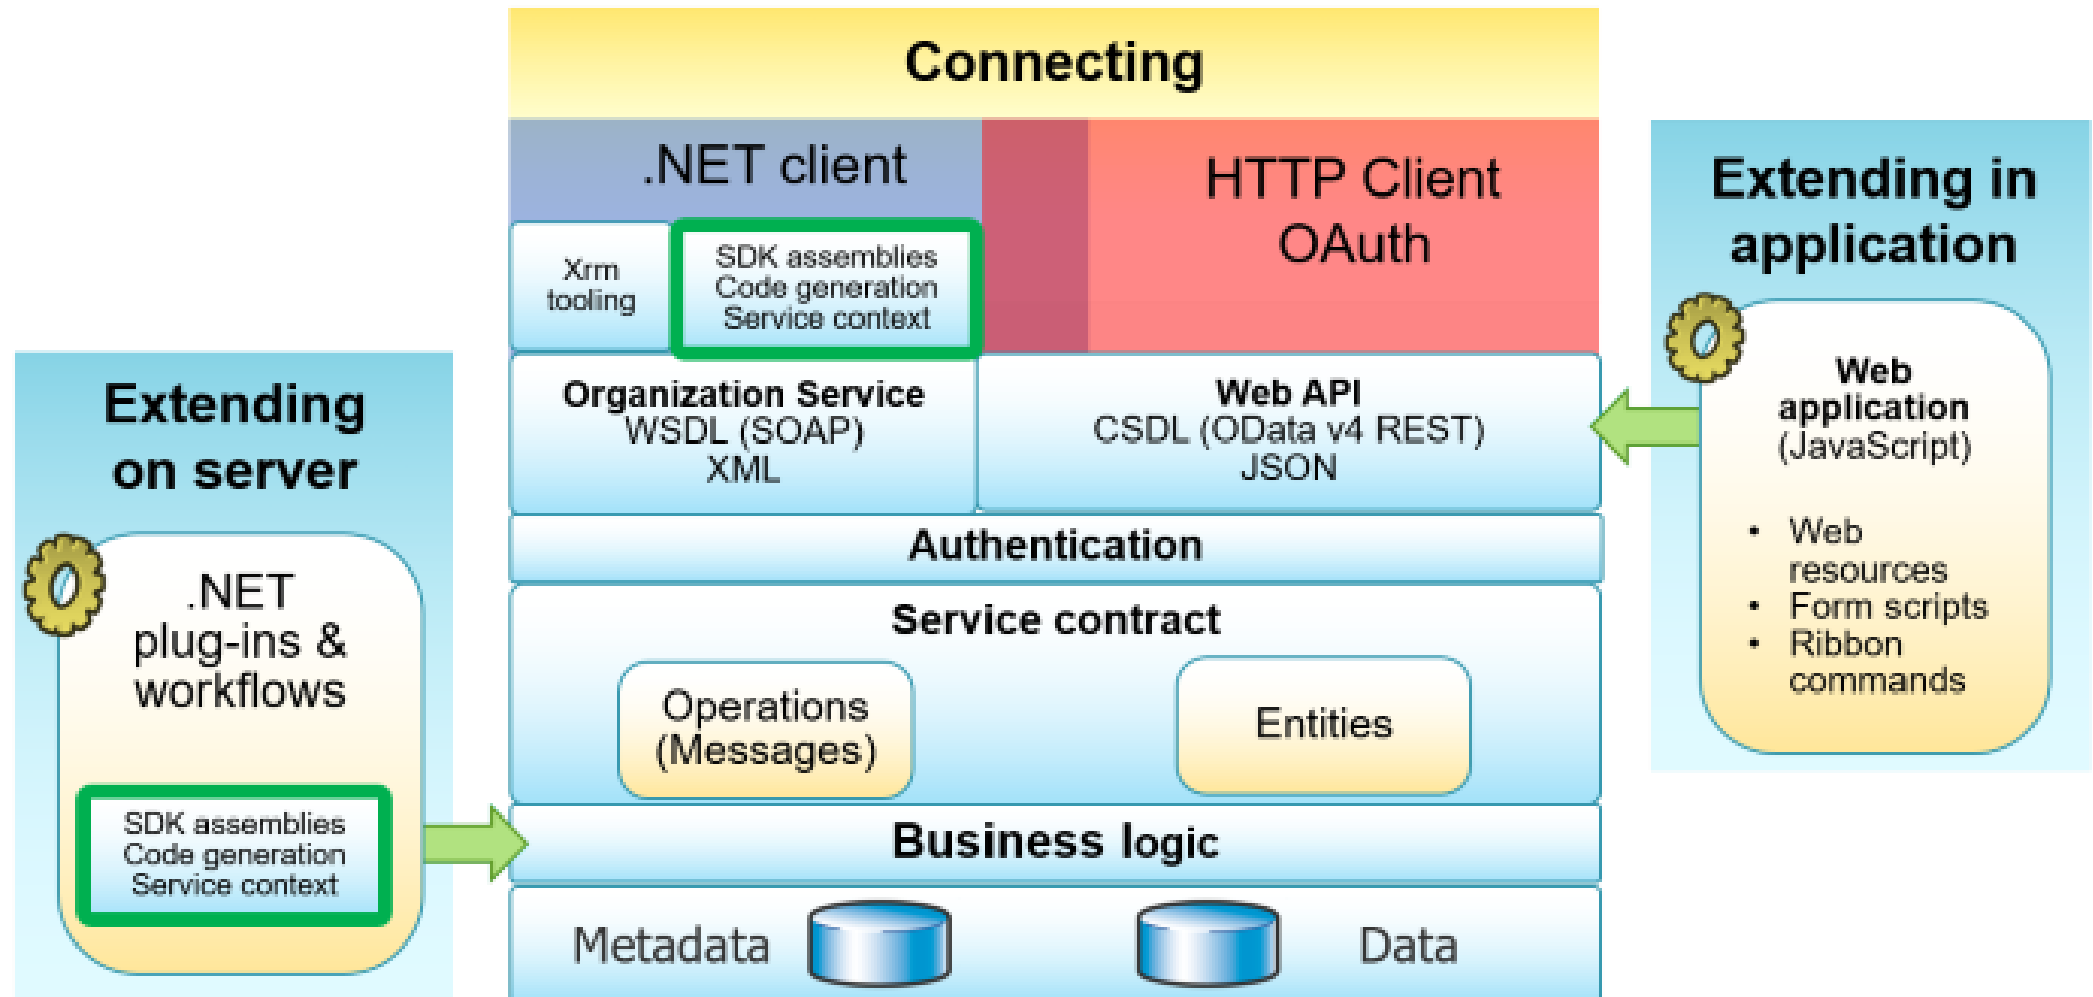 Connecting
.NET client
HTTP Client
OAuth
Xrm
tooling
SDK assemblies
Code generation
Service context
Organization Service
WSDL (SOAP)
XML
Web API
CSDL (OData v4 REST)
JSON
Authentication
Service contract
Operations
(Messages)
Entities
Business logic
Metadata
Data
Extending
on server
.NET
plug-ins &
workflows
SDK assemblies
Code generation
Service context
Extending in
application
Web
application
(JavaScript)
• Web
resources
• Form scripts
• Ribbon
commands